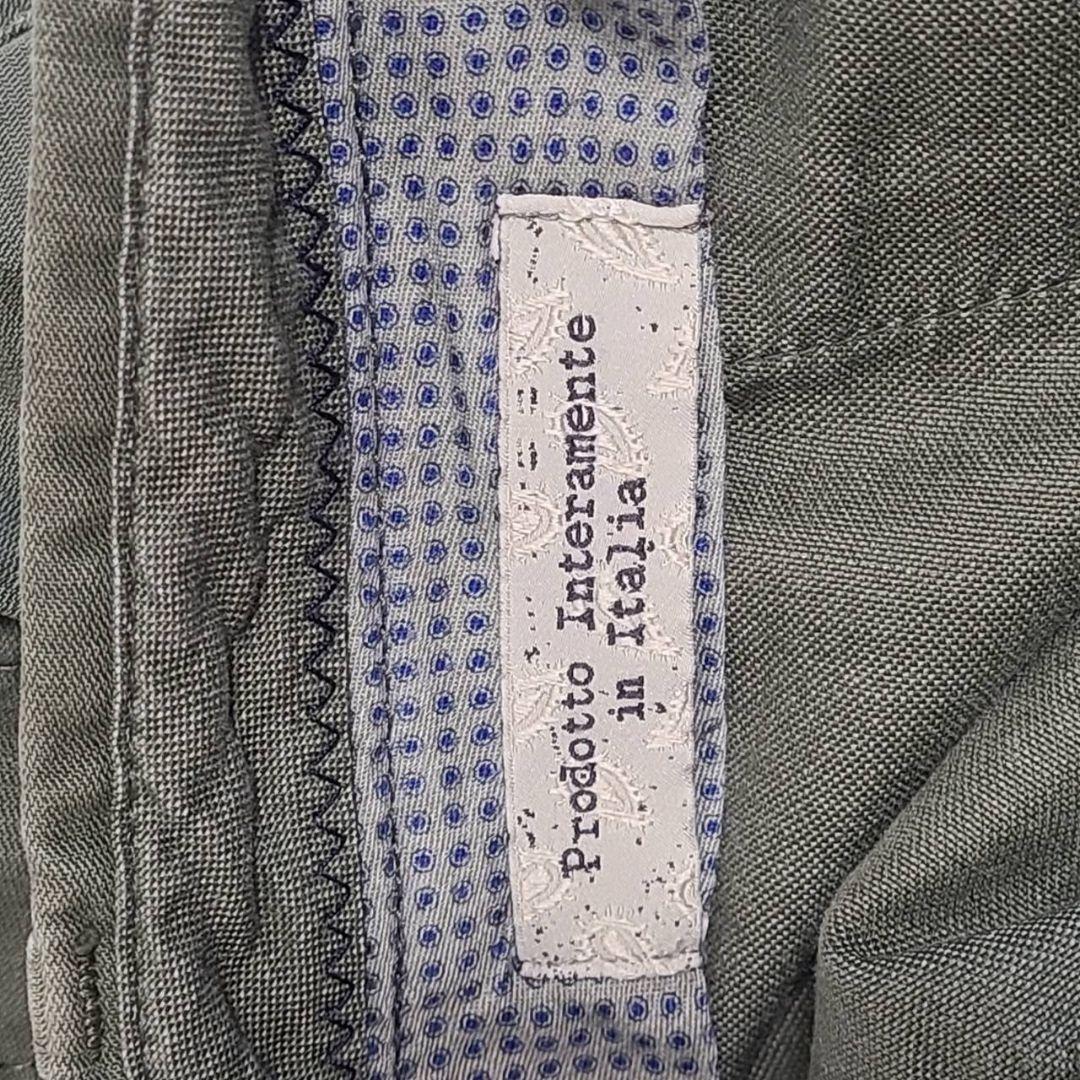 Prodotto Interamente
in Italia